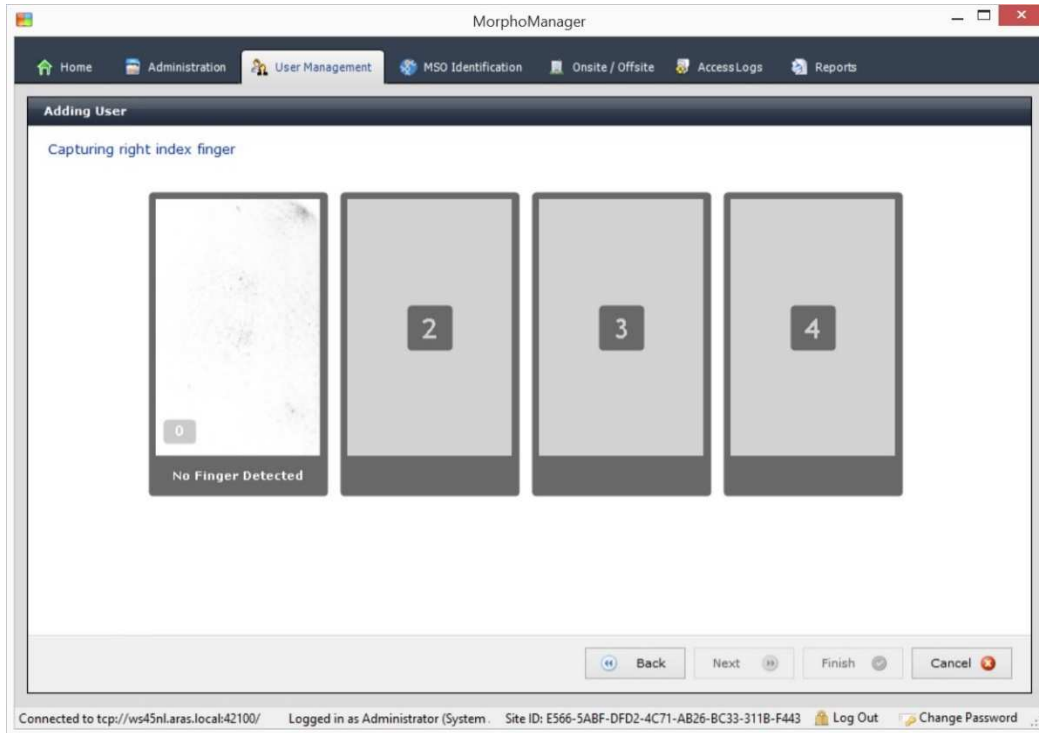 MorphoManager
Home Administration User Management MSO Identification Onsite / Offsite Access Logs Reports
Adding User
Capturing right index finger
2 3 4
0
No Finger Detected
Back Next Finish Cancel
Connected to tcp://ws45nl.aras.local:42100/ Logged in as Administrator (System . Site ID: E566-5ABF-DFD2-4C71-AB26-BC33-311B-F443 Log Out Change Password